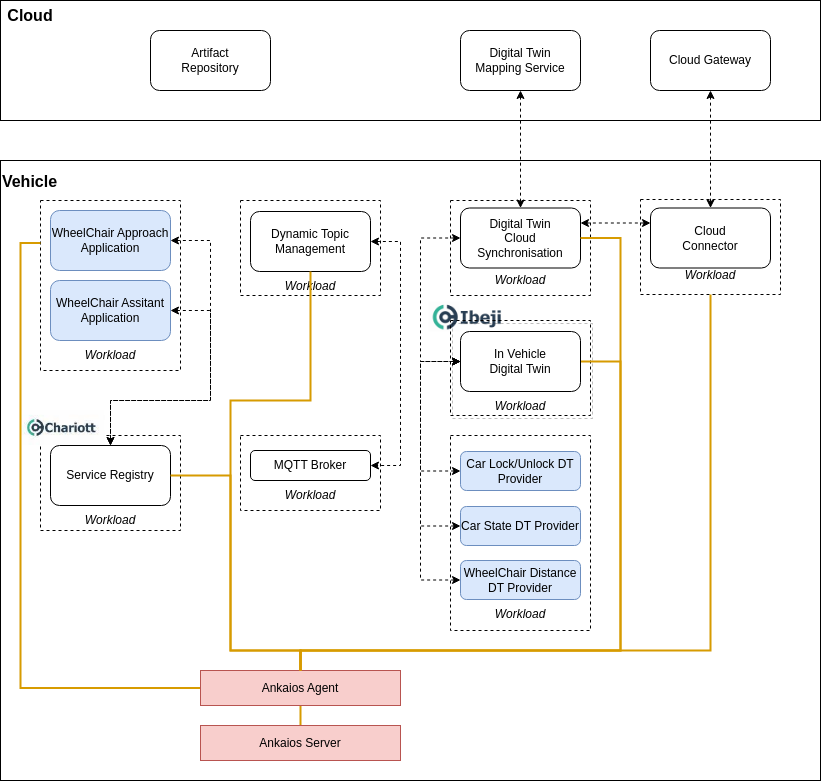 Cloud
Artifact
Repository
Digital Twin
Mapping Service
Cloud Gateway
Vehicle
WheelChair Approach
Application
WheelChair Assitant
Application
Workload
Dynamic Topic
Management
Workload
Digital Twin
Cloud
Synchronisation
Workload
Cloud
Connector
Workload
Ibeji
In Vehicle
Digital Twin
Workload
Chariott
Service Registry
Workload
MQTT Broker
Workload
Car Lock/Unlock DT
Provider
Car State DT Provider
WheelChair Distance
DT Provider
Workload
Ankaios Agent
Ankaios Server